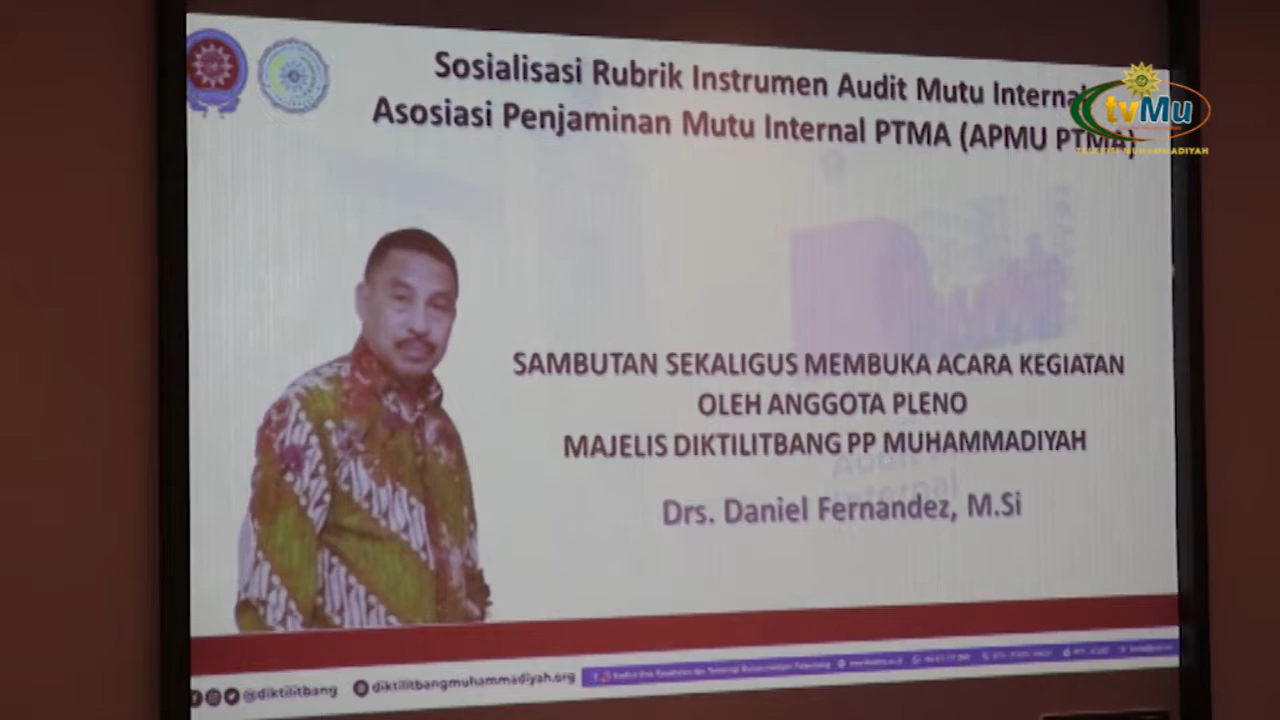 Sosialisasi Rubrik Instrumen Audit Mutu Internal
Asosiasi Penjaminan Mutu Internal PTMA (APMU PTMA)
tvMu
SAMBUTAN SEKALIGUS MEMBUKA ACARA KEGIATAN
OLEH ANGGOTA PLENO
MAJELIS DIKTILITBANG PP MUHAMMADIYAH
Drs. Daniel Fernandez, M.Si
@diktilitbang
diktilitbangmuhammadiyah.org